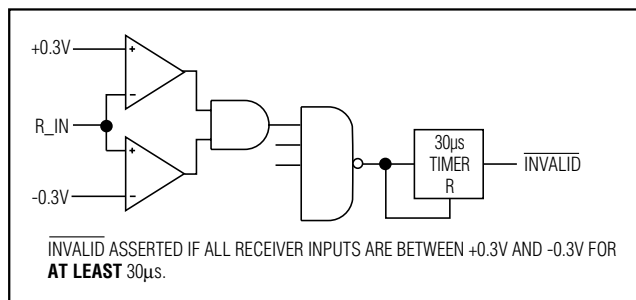 +0.3V
R_IN
-0.3V
30µs
TIMER
R
INVALID
INVALID ASSERTED IF ALL RECEIVER INPUTS ARE BETWEEN +0.3V AND -0.3V FOR
AT LEAST 30µs.